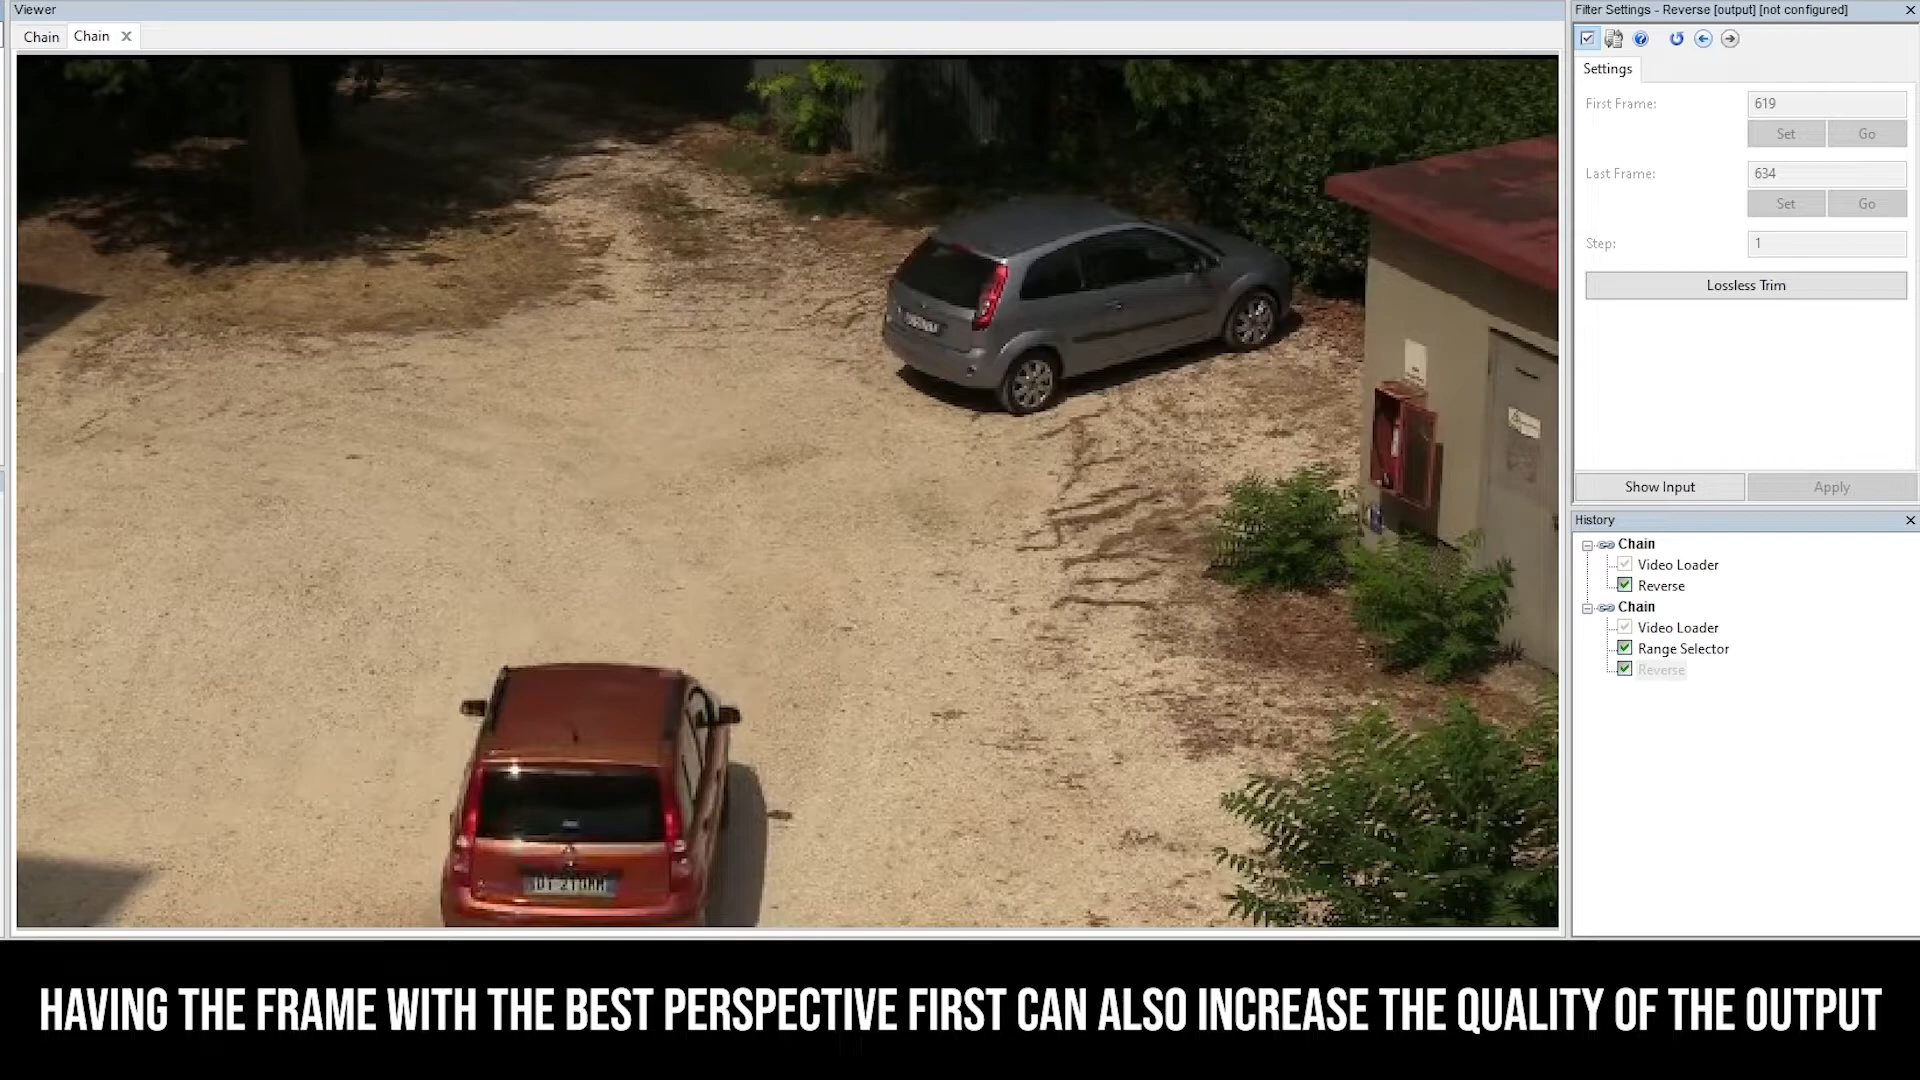 Viewer
Chain
Chain
Filter Settings - Reverse [output] [not configured]
Settings
First Frame:
619
Set
Go
Last Frame:
634
Set
Go
Step:
1
Lossless Trim
Show Input
Apply
History
Chain
Video Loader
Reverse
Chain
Video Loader
Range Selector
Reverse
HAVING THE FRAME WITH THE BEST PERSPECTIVE FIRST CAN ALSO INCREASE THE QUALITY OF THE OUTPUT